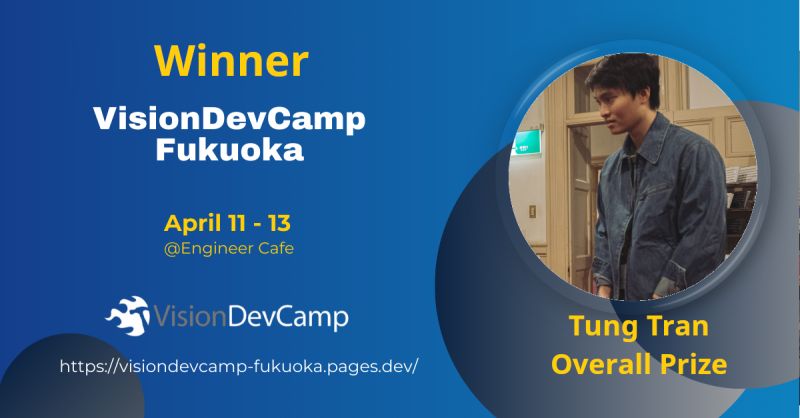 Winner
VisionDevCamp
Fukuoka
April 11 - 13
@Engineer Cafe
VisionDevCamp
https://visiondevcamp-fukuoka.pages.dev/
Tung Tran
Overall Prize